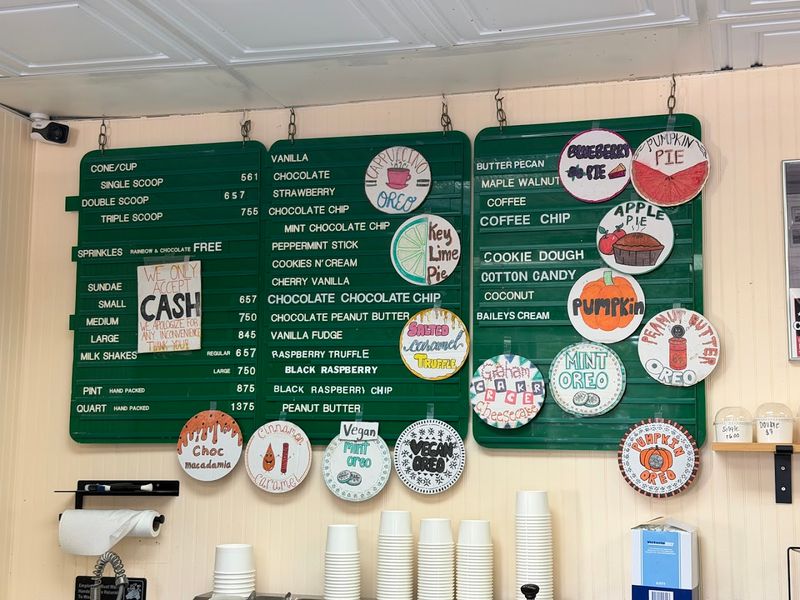 CONE/CUP
SINGLE SCOOP 561
DOUBLE SCOOP 657
TRIPLE SCOOP 755
SPRINKLES RAINBOW & CHOCOLATE FREE
SUNDAE
SMALL 657
MEDIUM 750
LARGE 845
MILK SHAKES REGULAR 657
LARGE 750
PINT HAND PACKED 875
QUART HAND PACKED 1375
WE ONLY
ACCEPT
CASH
WE APOLOGIZE FOR
ANY INCONVENIENCE
THANK YOU!
VANILLA
CHOCOLATE
STRAWBERRY
CHOCOLATE CHIP
MINT CHOCOLATE CHIP
PEPPERMINT STICK
COOKIES N'CREAM
CHERRY VANILLA
CHOCOLATE CHOCOLATE CHIP
CHOCOLATE PEANUT BUTTER
VANILLA FUDGE
RASPBERRY TRUFFLE
BLACK RASPBERRY
BLACK RASPBERRY CHIP
PEANUT BUTTER
CAPPUCCINO
OREO
Key
Lime
Pie
SALTED
Caramel
TRUFFLE
BUTTER PECAN
MAPLE WALNUT
COFFEE
COFFEE CHIP
COOKIE DOUGH
COTTON CANDY
COCONUT
BAILEYS CREAM
BLUEBERRY
PIE
PUMPKIN
PIE
APPLE
PIE
PUMPKIN
PEANUT BUTTER
OREO
MINT
OREO
Graham
CRACKER
Cheesecake
Choc
macadamia
Cinnamon
Caramel
Vegan
MINT
OREO
VEGAN
OREO
PUMPKIN
OREO